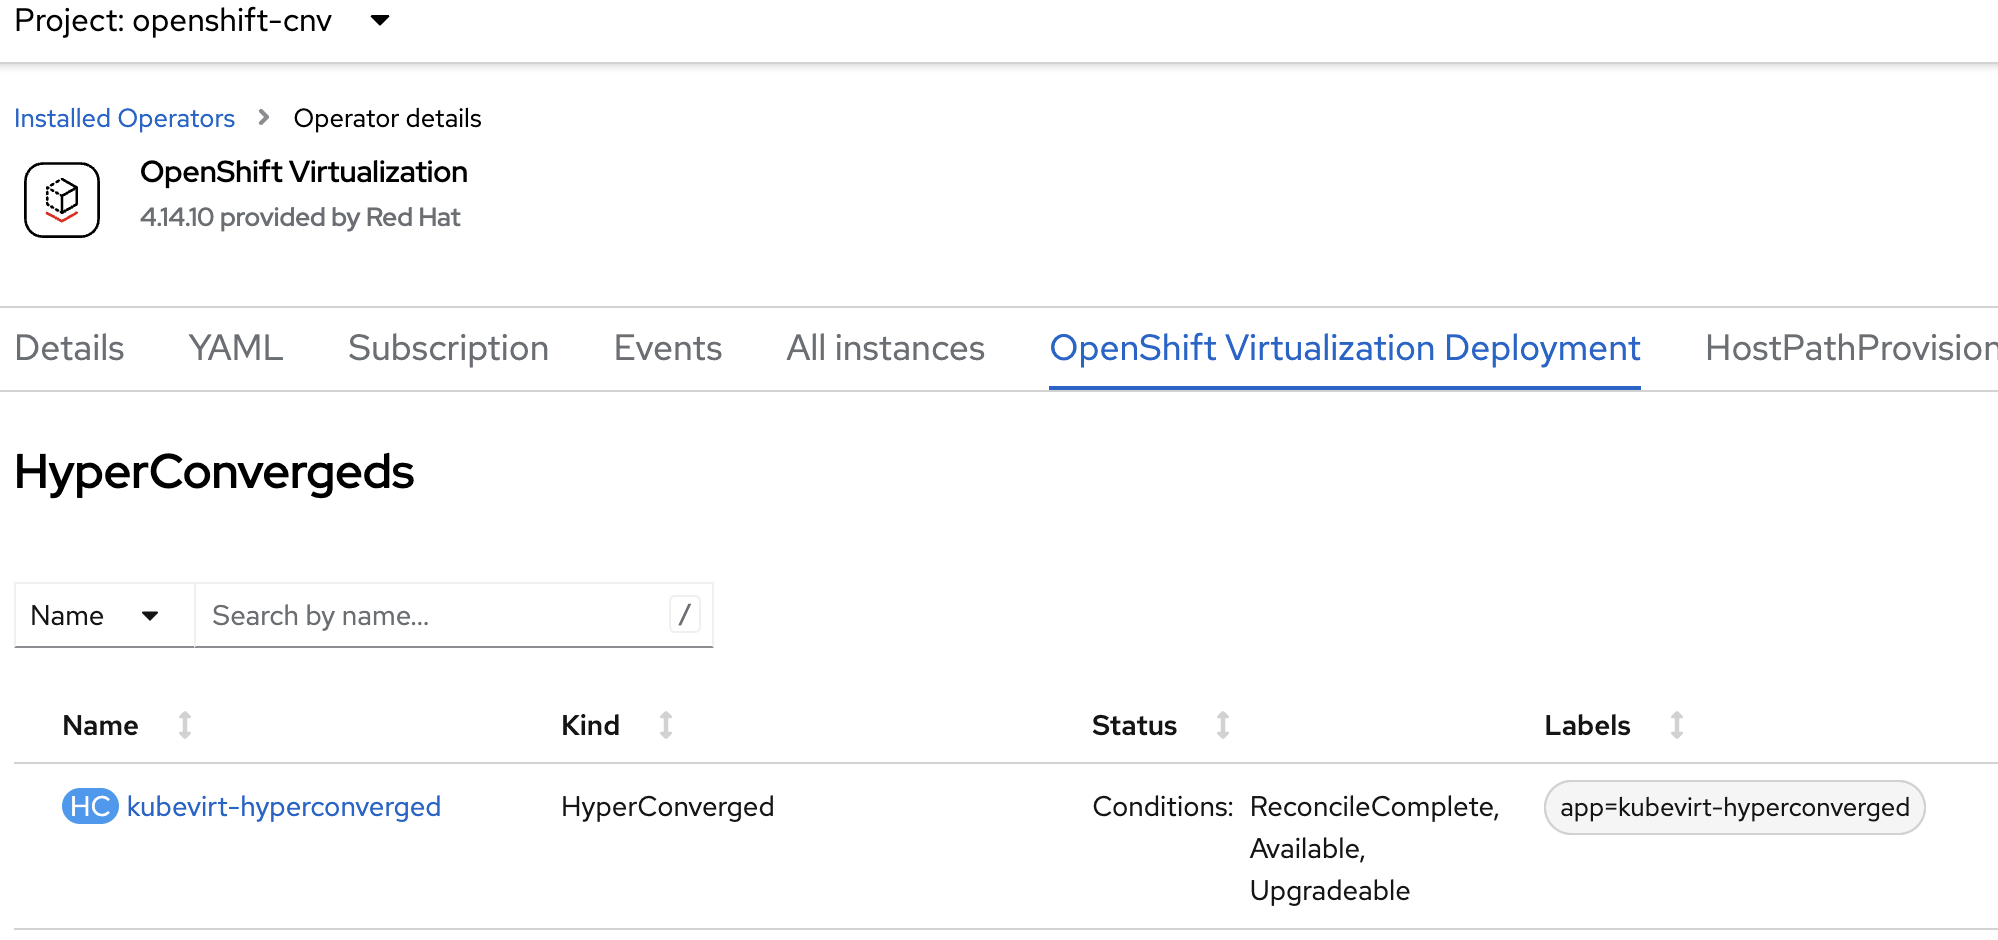 Project: openshift-cnv
Installed Operators > Operator details
OpenShift Virtualization
4.14.10 provided by Red Hat
Details YAML Subscription Events All instances OpenShift Virtualization Deployment HostPathProvision
HyperConvergeds
Name Search by name... /
Name Kind Status Labels
HC kubevirt-hyperconverged HyperConverged Conditions: ReconcileComplete, app=kubevirt-hyperconverged
Available,
Upgradeable